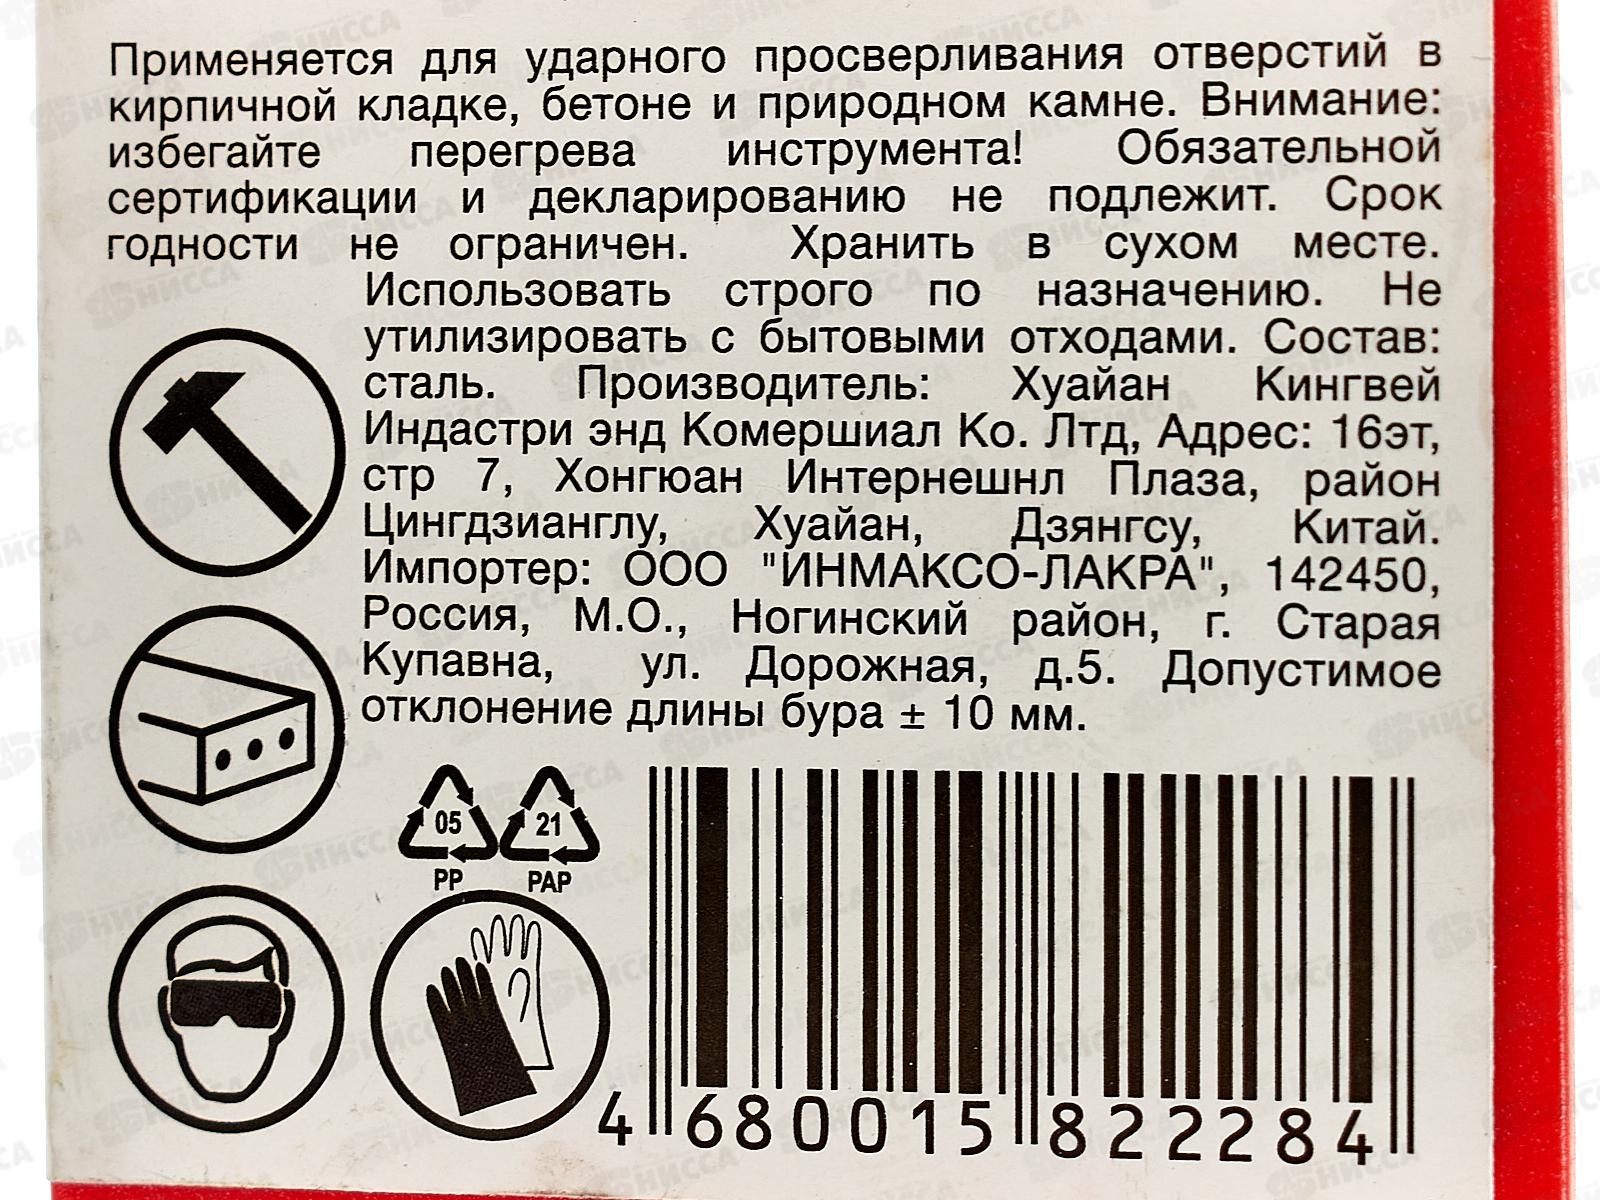 Применяется для ударного просверливания отверстий в
кирпичной кладке, бетоне и природном камне. Внимание:
избегайте перегрева инструмента! Обязательной
сертификации и декларированию не подлежит. Срок
годности не ограничен. Хранить в сухом месте.
Использовать строго по назначению. Не
утилизировать с бытовыми отходами. Состав:
сталь. Производитель: Хуайан Кингвей
Индастри энд Комершиал Ко. Лтд, Адрес: 16эт,
стр 7, Хонгюан Интернешнл Плаза, район
Цингдзианглу, Хуайан, Дзянгсу, Китай.
Импортер: ООО "ИНМАКСО-ЛАКРА", 142450,
Россия, М.О., Ногинский район, г. Старая
Купавна, ул. Дорожная, д.5. Допустимое
отклонение длины бура ± 10 мм.
05 21
PP PAP
4 680015 822284